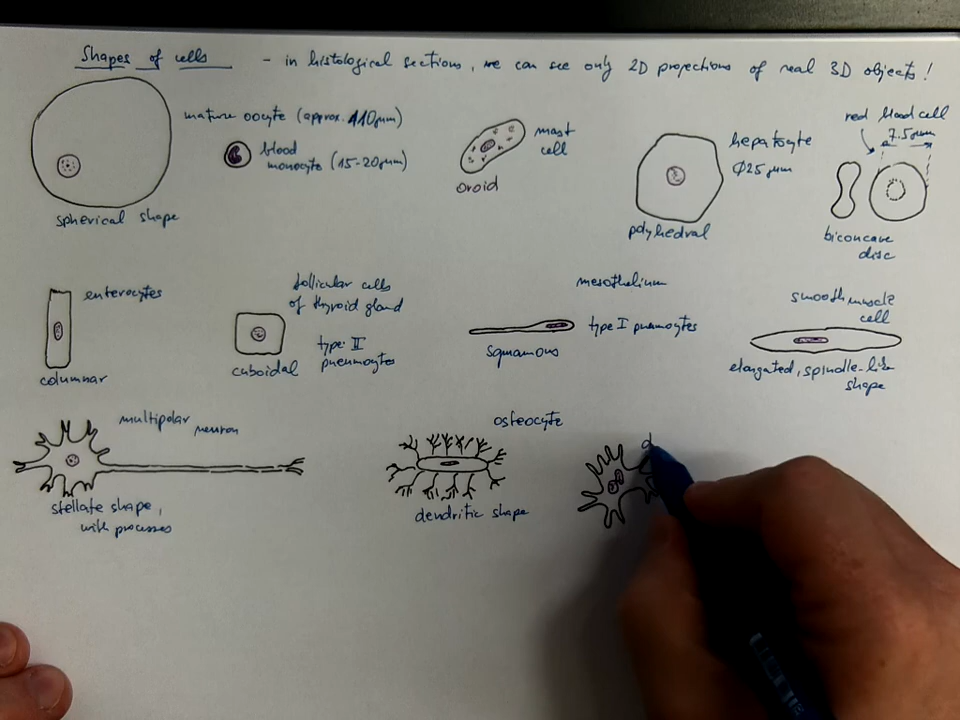 Shapes of cells - in histological sections, we can see only 2D projections of real 3D objects!
mature oocyte (approx. 110µm)
blood
monocyte (15-20µm)
spherical shape
mast
cell
ovoid
hepatocyte
Φ25 µm
polyhedral
red blood cell
7.5µm
biconcave
disc
enterocytes
columnar
follicular cells
of thyroid gland
type II
pneumocytes
cuboidal
mesothelium
type I pneumocytes
squamous
smooth muscle
cell
elongated, spindle-like
shape
multipolar
neuron
stellate shape,
with processes
osteocyte
dendritic shape